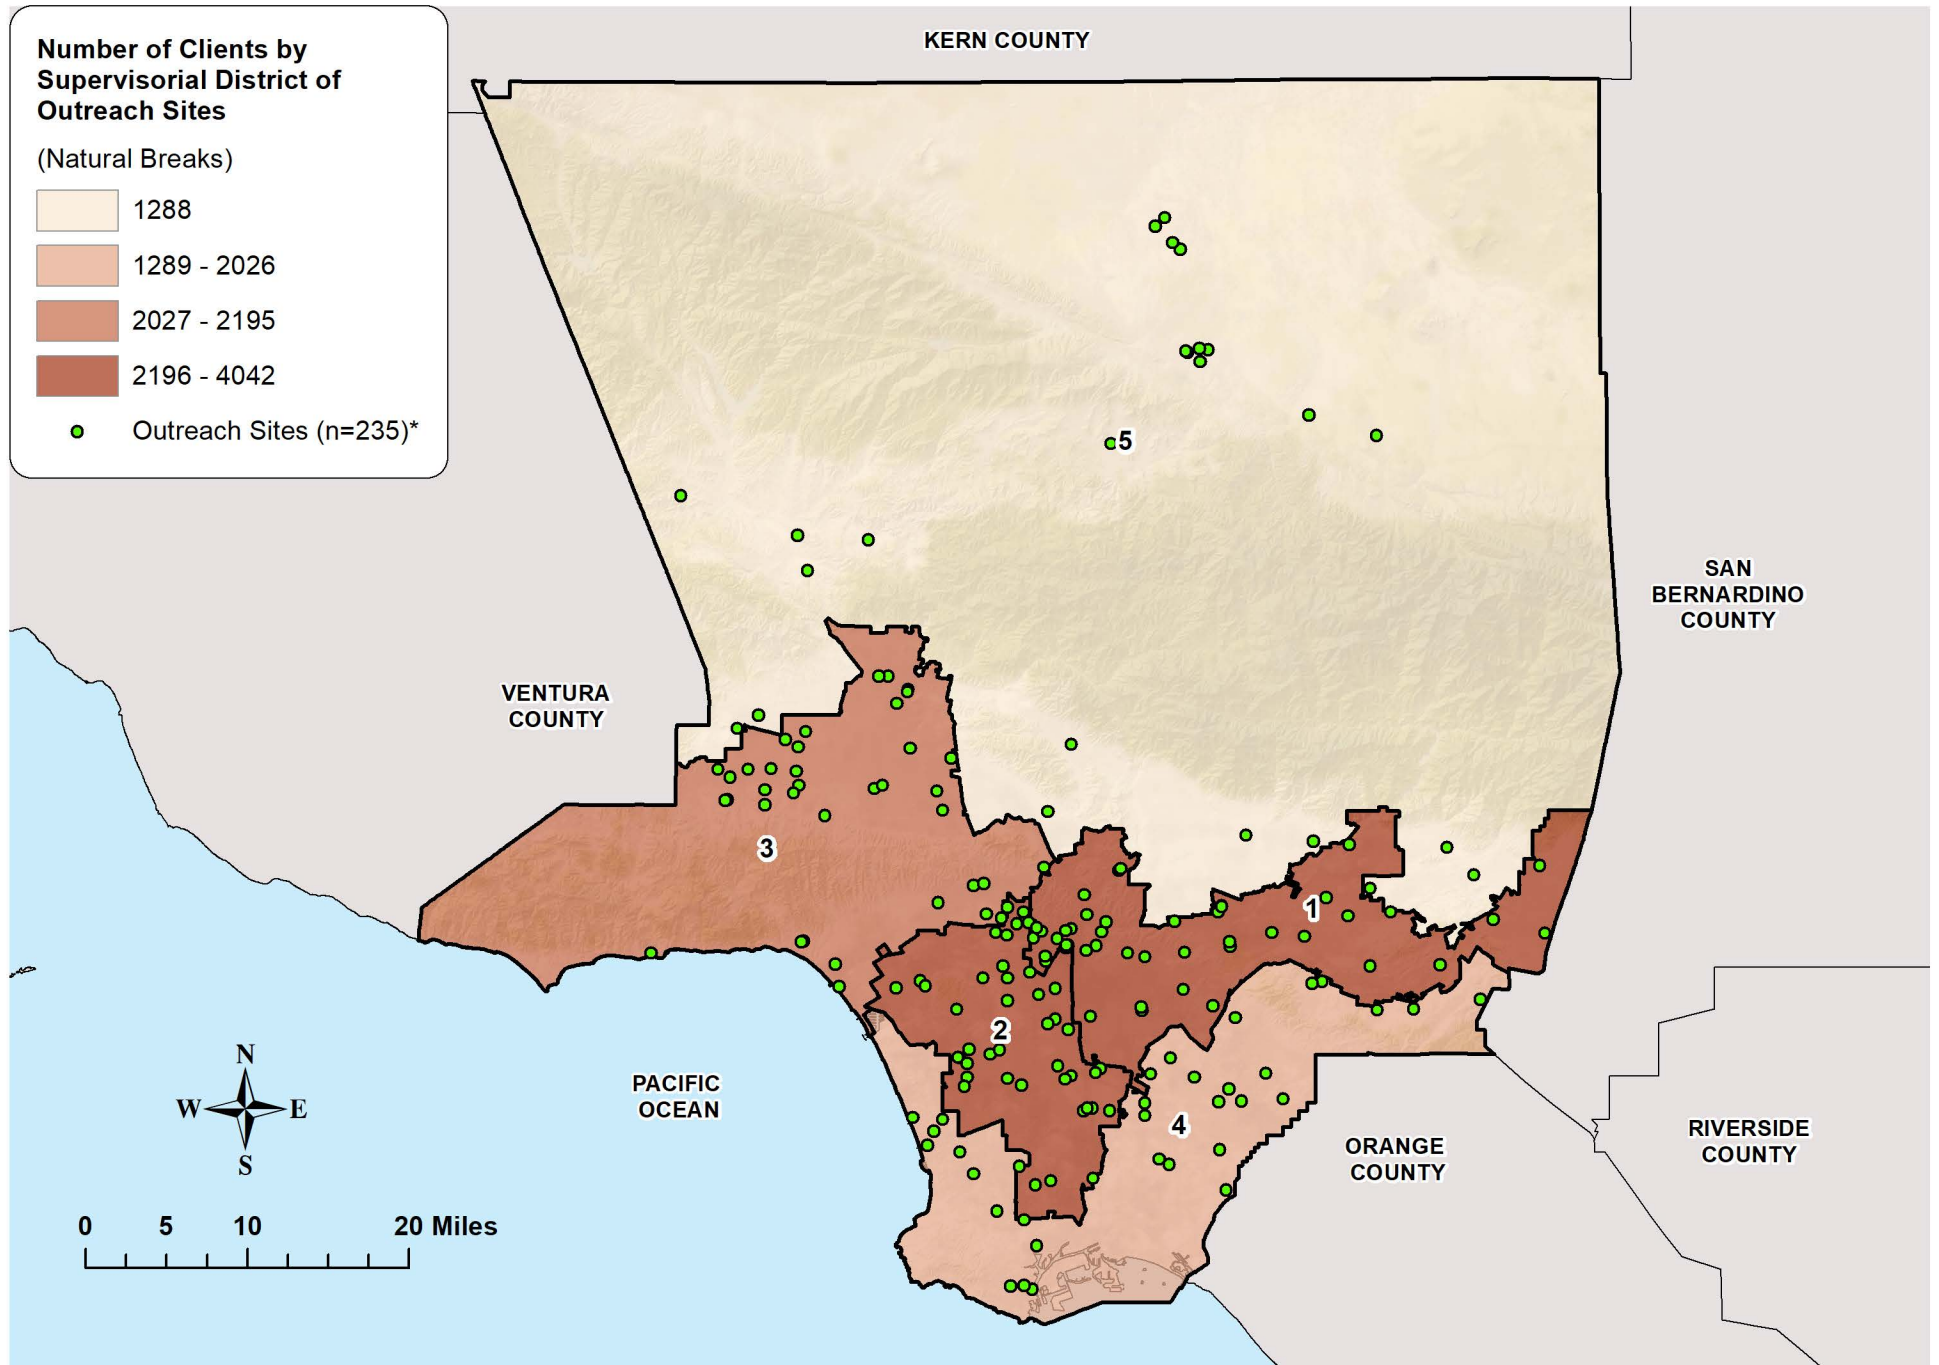 Number of Clients by
Supervisorial District of
Outreach Sites
(Natural Breaks)
1288
1289 - 2026
2027 - 2195
2196 - 4042
Outreach Sites (n=235)*
KERN COUNTY
5
SAN
BERNARDINO
COUNTY
VENTURA
COUNTY
3
1
2
4
PACIFIC
OCEAN
ORANGE
COUNTY
RIVERSIDE
COUNTY
N
W E
S
0 5 10 20 Miles